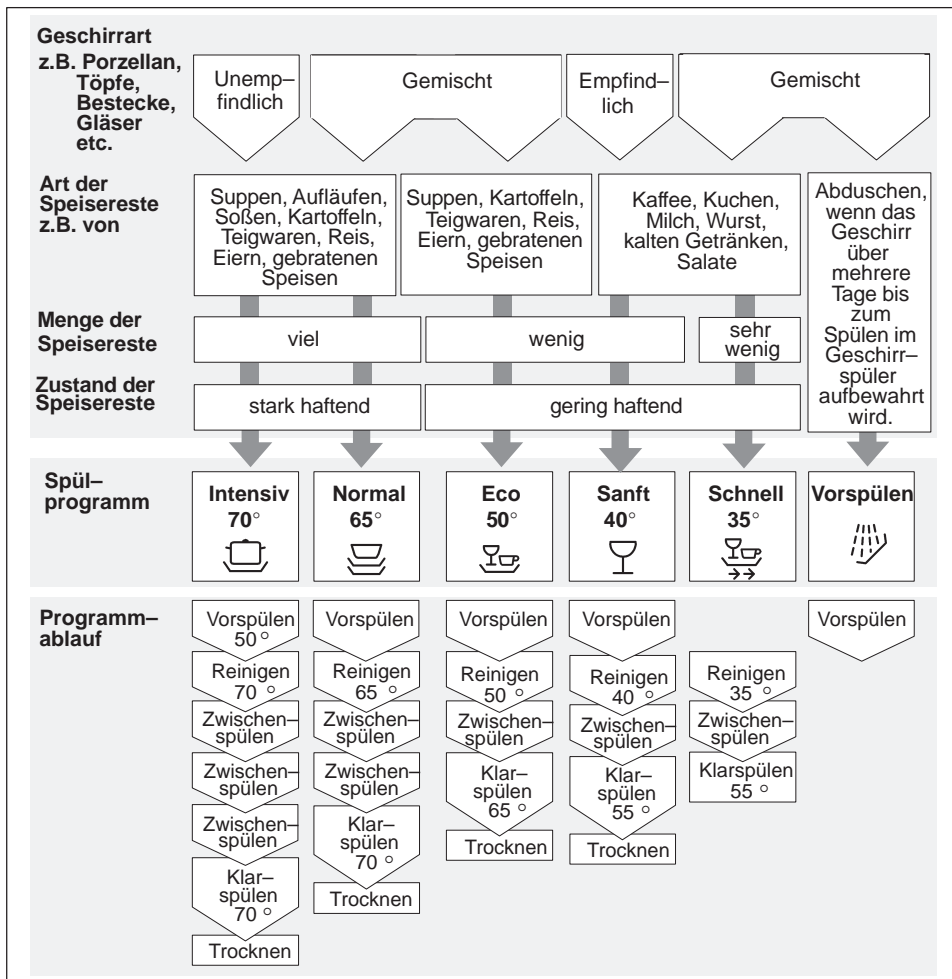 Geschirrart
z.B. Porzellan,
Töpfe,
Bestecke,
Gläser
etc.
Unemp–
findlich
Gemischt
Empfind–
lich
Gemischt
Art der
Speisereste
z.B. von
Suppen, Aufläufen,
Soßen, Kartoffeln,
Teigwaren, Reis,
Eiern, gebratenen
Speisen
Suppen, Kartoffeln,
Teigwaren, Reis,
Eiern, gebratenen
Speisen
Kaffee, Kuchen,
Milch, Wurst,
kalten Getränken,
Salate
Abduschen,
wenn das
Geschirr
über
mehrere
Tage bis
zum
Spülen im
Geschirr–
spüler
aufbewahrt
wird.
Menge der
Speisereste
viel
wenig
sehr
wenig
Zustand der
Speisereste
stark haftend
gering haftend
Spül–
programm
Intensiv
70°
Normal
65°
Eco
50°
Sanft
40°
Schnell
35°
Vorspülen
Programm–
ablauf
Vorspülen
50 °
Reinigen
70 °
Zwischen–
spülen
Zwischen–
spülen
Zwischen–
spülen
Klar–
spülen
70 °
Trocknen
Vorspülen
Reinigen
65 °
Zwischen–
spülen
Zwischen–
spülen
Klar–
spülen
70 °
Trocknen
Vorspülen
Reinigen
50 °
Zwischen–
spülen
Klar–
spülen
65 °
Trocknen
Vorspülen
Reinigen
40 °
Zwischen–
spülen
Klar–
spülen
55 °
Trocknen
Reinigen
35 °
Zwischen–
spülen
Klarspülen
55 °
Vorspülen